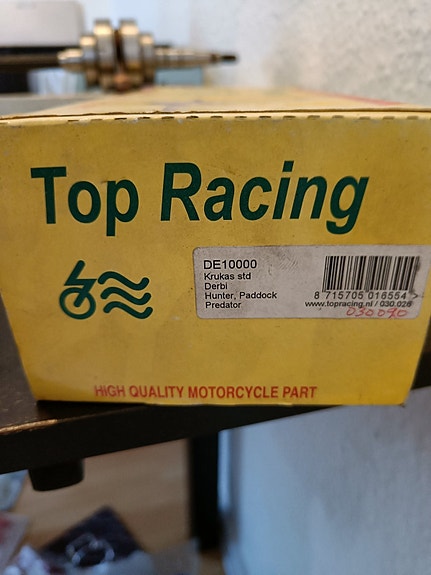 Top Racing
DE10000
Krukas std
Derbi
Hunter, Paddock
Predator
8 715705 016554 >
www.topracing.nl / 030.026
030090
HIGH QUALITY MOTORCYCLE PART